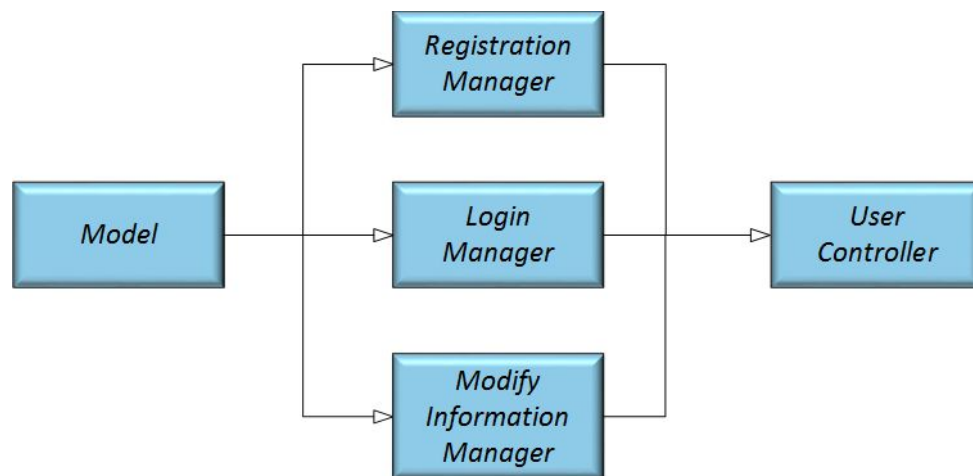 Registration
Manager
Model
Login
Manager
User
Controller
Modify
Information
Manager